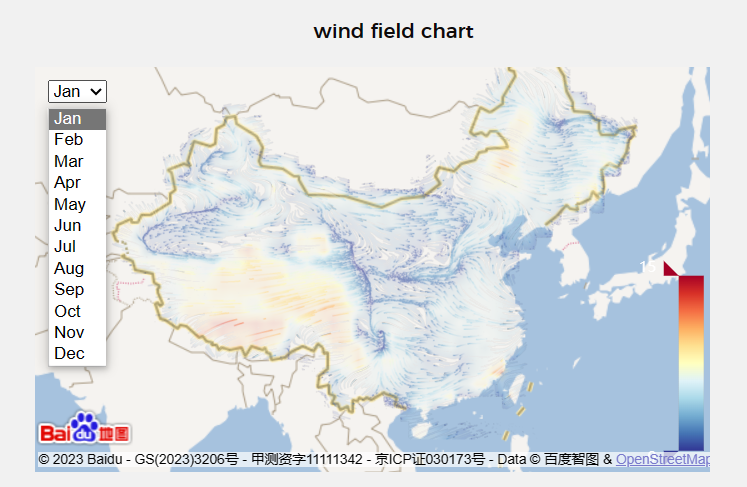 wind field chart
Jan
Jan
Feb
Mar
Apr
May
Jun
Jul
Aug
Sep
Oct
Nov
Dec
15
Bai du 地图
© 2023 Baidu - GS(2023)3206号 - 甲测资字11111342 - 京ICP证030173号 - Data © 百度智图 & OpenStreetMap